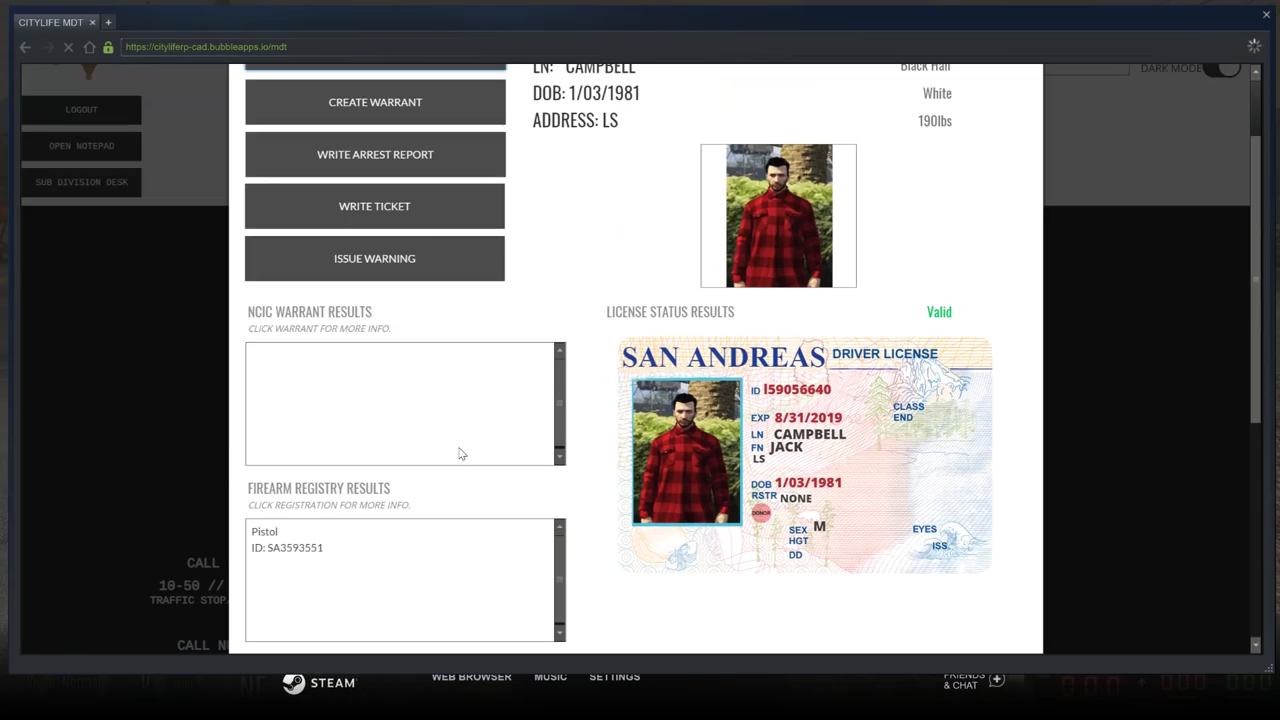 CITYLIFE MDT
https://cityliferp-cad.bubbleapps.io/mdt
DARK MODE
LOGOUT
OPEN NOTEPAD
SUB DIVISION DESK
CREATE WARRANT
WRITE ARREST REPORT
WRITE TICKET
ISSUE WARNING
LN: CAMPBELL
Black Hair
DOB: 1/03/1981
White
ADDRESS: LS
190lbs
NCIC WARRANT RESULTS
CLICK WARRANT FOR MORE INFO.
FIREARM REGISTRY RESULTS
CLICK REGISTRATION FOR MORE INFO.
Pistol
ID: SA3593551
LICENSE STATUS RESULTS
Valid
SAN ANDREAS DRIVER LICENSE
ID I59056640
EXP 8/31/2019
LN CAMPBELL
FN JACK
LS
DOB 1/03/1981
RSTR NONE
DONOR
SEX M
HGT
DD
CLASS
END
EYES
ISS.
CALL
10-50 //
TRAFFIC STOP
CALL
STEAM
WEB BROWSER
MUSIC
SETTINGS
FRIENDS
& CHAT